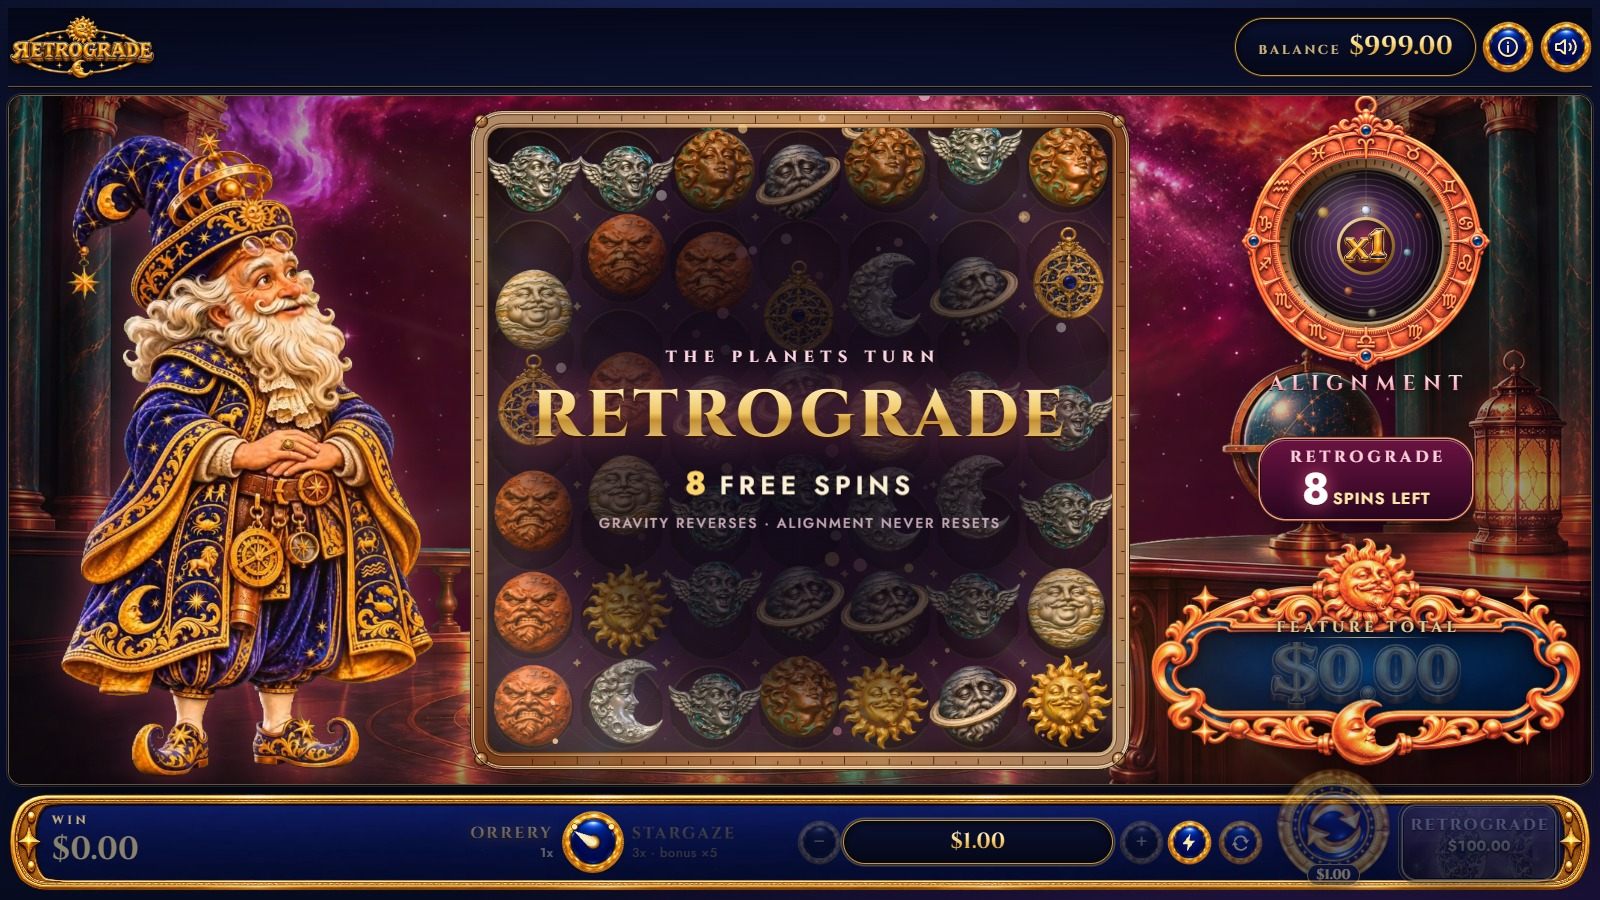 RETROGRADE
BALANCE $999.00
x1
ALIGNMENT
THE PLANETS TURN
RETROGRADE
8 FREE SPINS
GRAVITY REVERSES · ALIGNMENT NEVER RESETS
RETROGRADE
8 SPINS LEFT
FEATURE TOTAL
$0.00
WIN
$0.00
ORRERY
1x
STARGAZE
3x · bonus ×5
−
$1.00
+
$1.00
RETROGRADE
$100.00